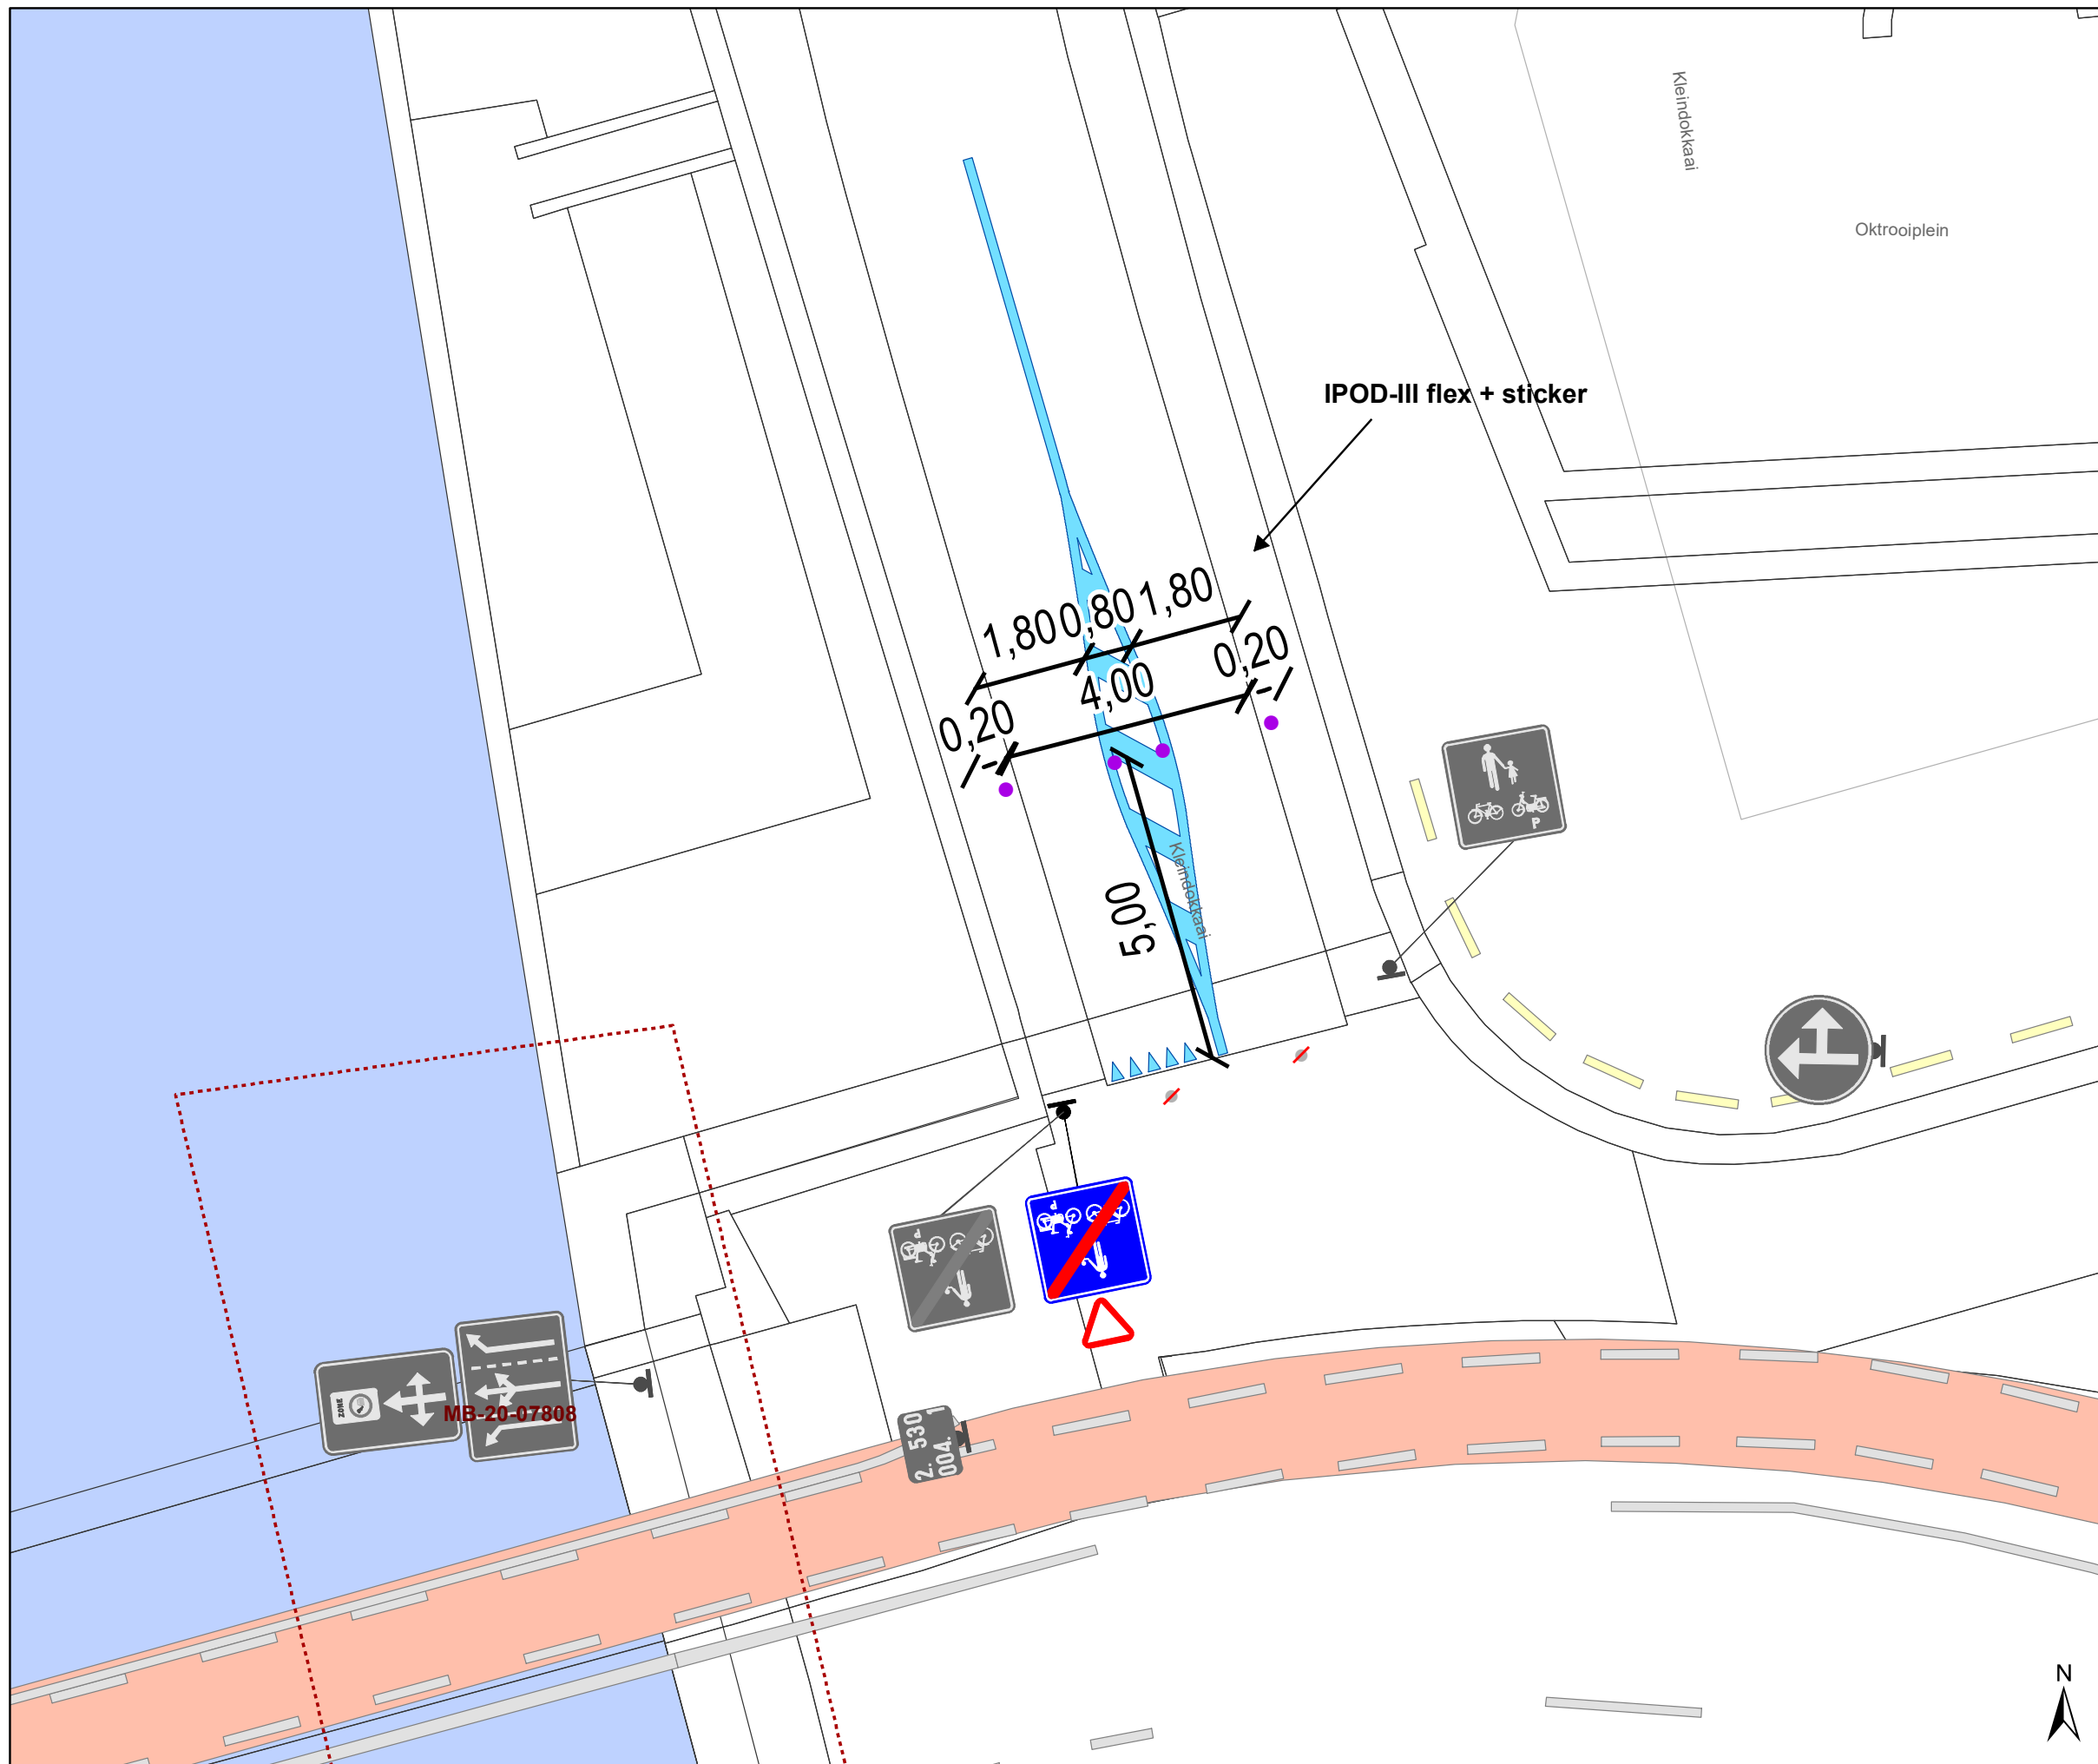 Kleindokkaai
Oktrooiplein
IPOD-III flex + sticker
1,80
0,80
1,80
0,20
4,00
0,20
5,00
Kleindokkaai
P
P
P
ZONE
MB-20-07808
2. 530
004. 1
N